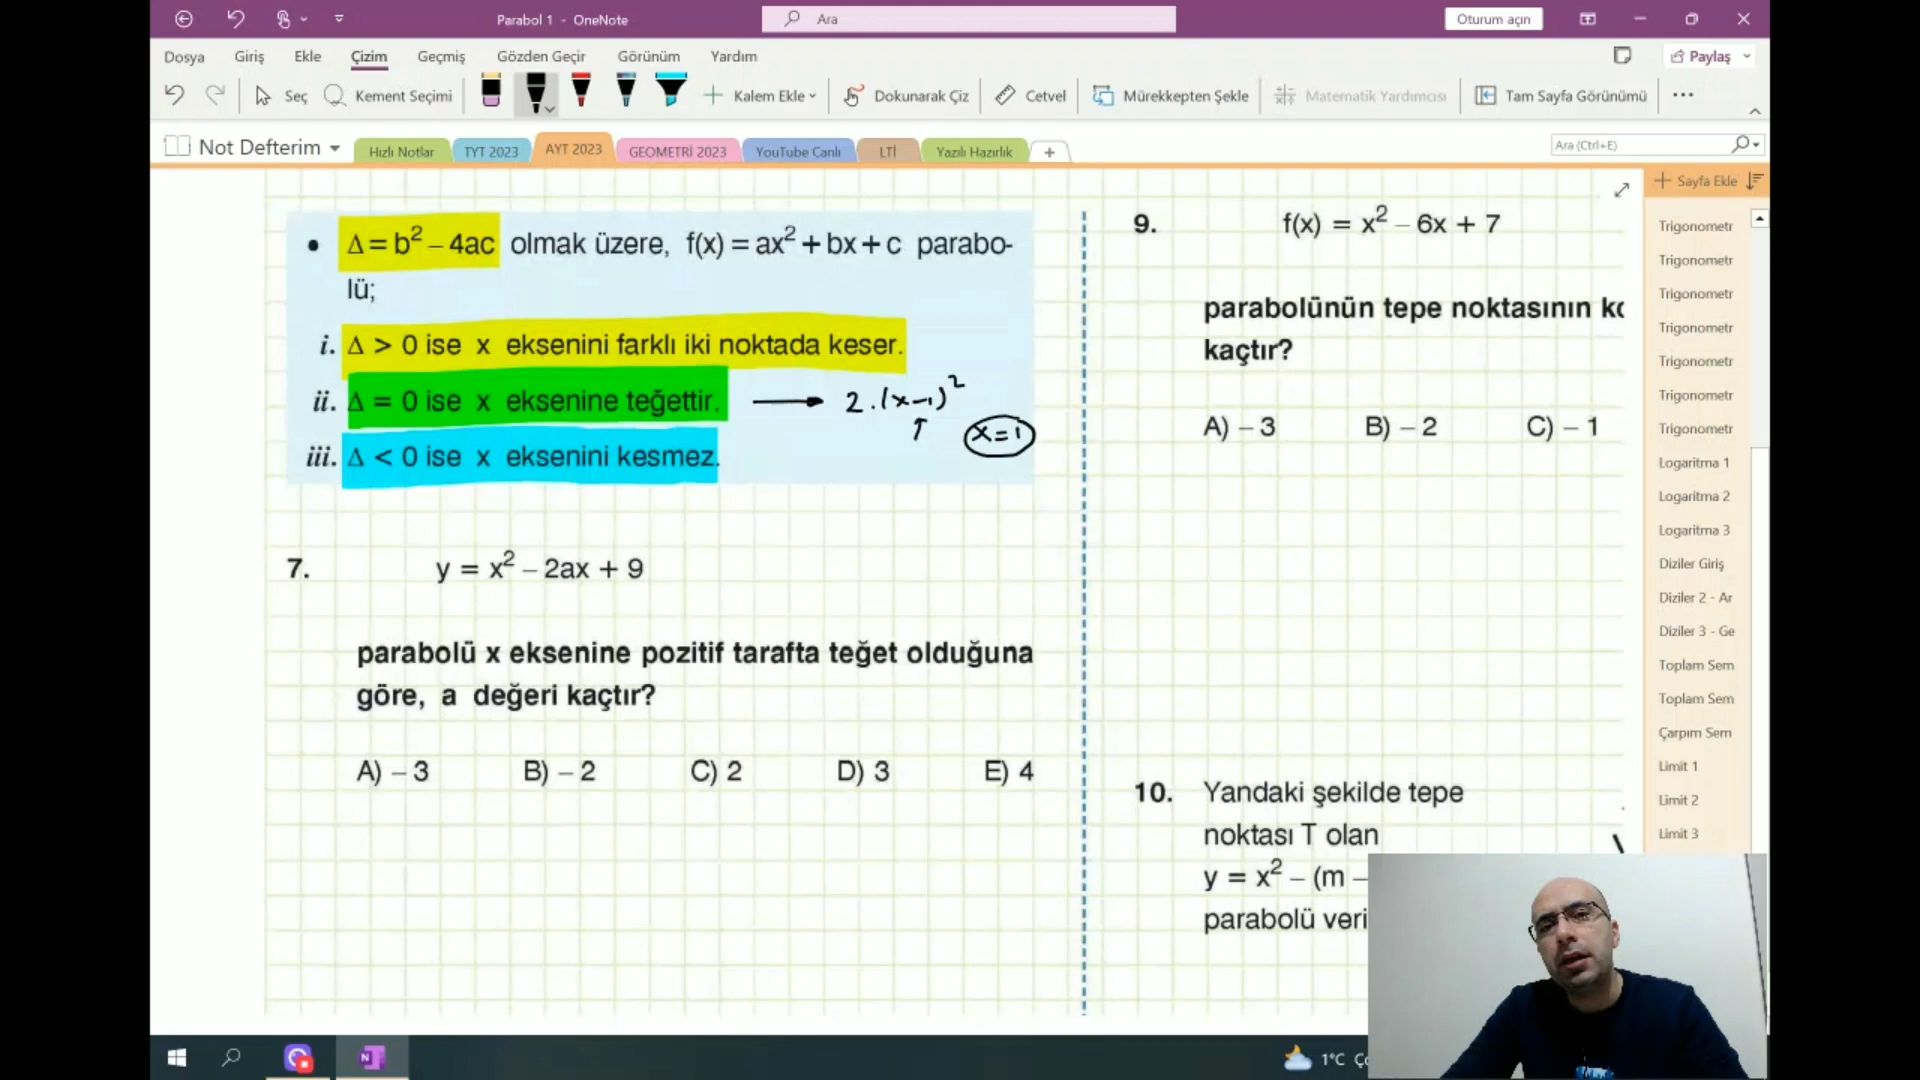 Parabol 1 - OneNote
Ara
Oturum açın
Dosya
Giriş
Ekle
Çizim
Geçmiş
Gözden Geçir
Görünüm
Yardım
Paylaş
Seç
Kement Seçimi
Kalem Ekle
Dokunarak Çiz
Cetvel
Mürekkepten Şekle
Matematik Yardımcısı
Tam Sayfa Görünümü
Not Defterim
Hızlı Notlar
TYT 2023
AYT 2023
GEOMETRİ 2023
YouTube Canlı
LTİ
Yazılı Hazırlık
Ara (Ctrl+E)
• Δ = b² – 4ac olmak üzere, f(x) = ax² + bx + c parabo-
lü;
i. Δ > 0 ise x eksenini farklı iki noktada keser.
ii. Δ = 0 ise x eksenine teğettir. → 2.(x-1)²
↑ x=1
iii. Δ < 0 ise x eksenini kesmez.
7. y = x² – 2ax + 9
parabolü x eksenine pozitif tarafta teğet olduğuna
göre, a değeri kaçtır?
A) – 3 B) – 2 C) 2 D) 3 E) 4
9. f(x) = x² – 6x + 7
parabolünün tepe noktasının
kaçtır?
A) – 3 B) – 2 C) – 1
10. Yandaki şekilde tepe
noktası T olan
y = x² – (m –
parabolü veri
Sayfa Ekle
Trigonometr
Trigonometr
Trigonometr
Trigonometr
Trigonometr
Trigonometr
Trigonometr
Logaritma 1
Logaritma 2
Logaritma 3
Diziler Giriş
Diziler 2 - Ar
Diziler 3 - Ge
Toplam Sem
Toplam Sem
Çarpım Sem
Limit 1
Limit 2
Limit 3
1°C